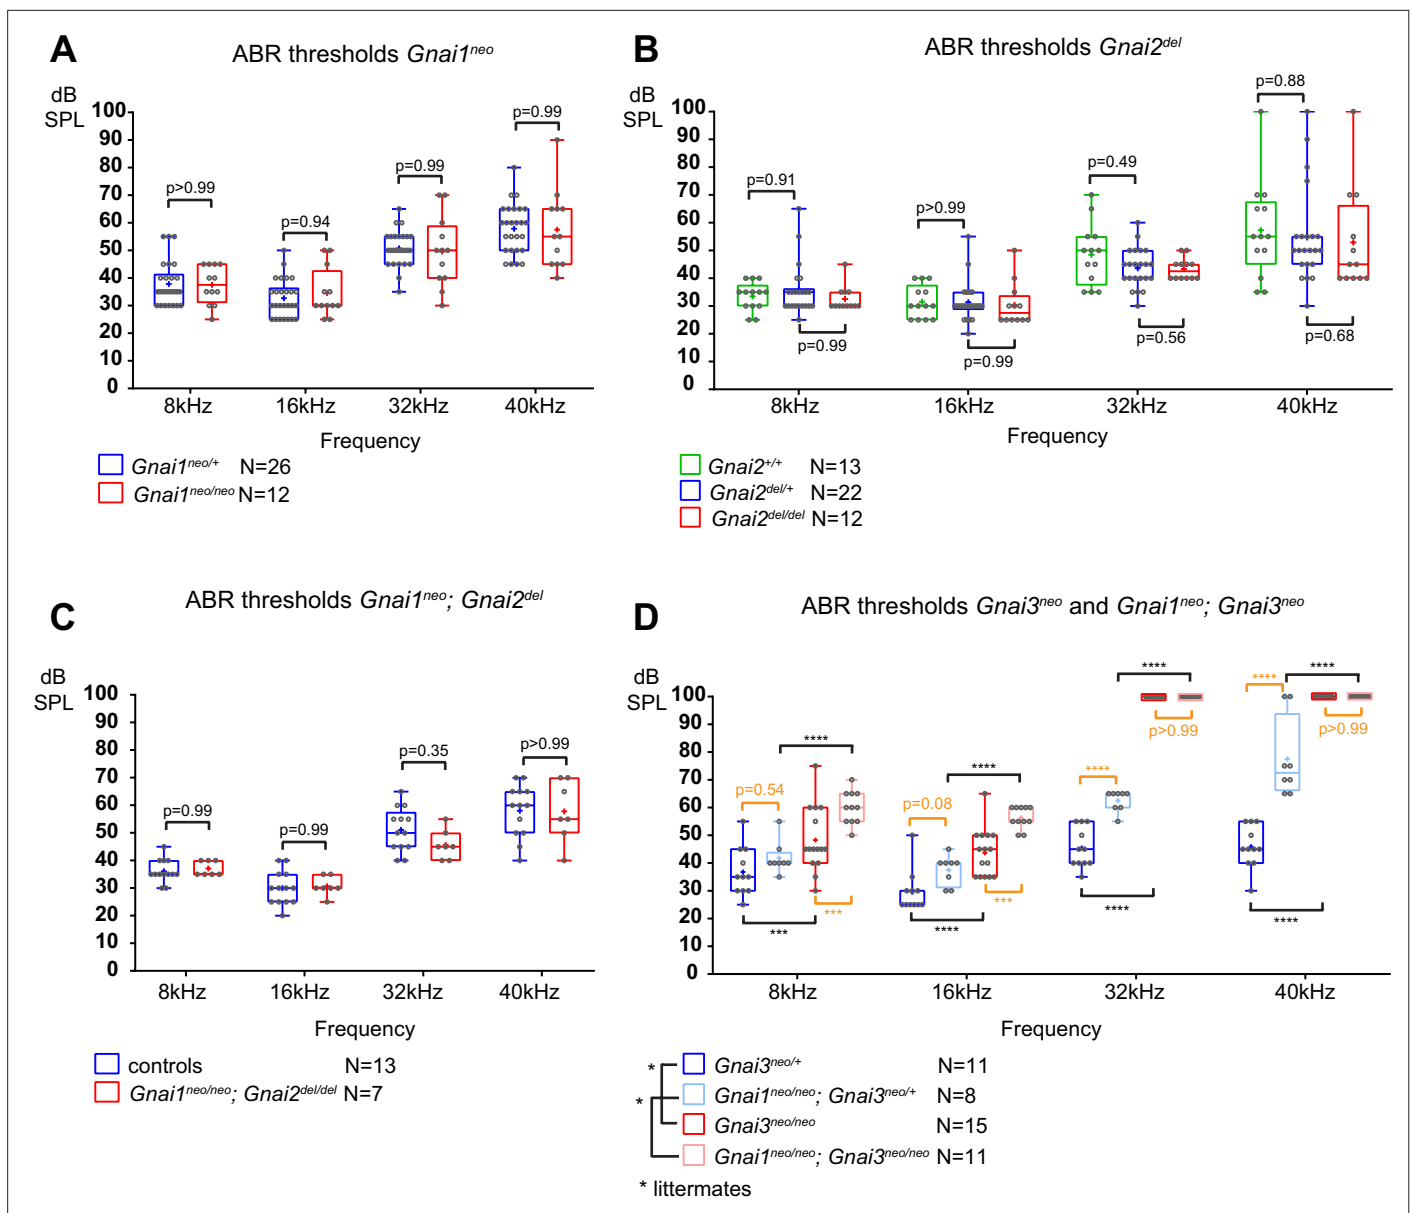 A
ABR thresholds Gnai1neo
dB
SPL
100
90
80
70
60
50
40
30
20
10
0
p>0.99
p=0.94
p=0.99
p=0.99
8kHz 16kHz 32kHz 40kHz
Frequency
Gnai1neo/+ N=26
Gnai1neo/neo N=12
B
ABR thresholds Gnai2del
dB
SPL
100
90
80
70
60
50
40
30
20
10
0
p=0.91
p>0.99
p=0.49
p=0.88
p=0.99
p=0.99
p=0.56
p=0.68
8kHz 16kHz 32kHz 40kHz
Frequency
Gnai2+/+ N=13
Gnai2del/+ N=22
Gnai2del/del N=12
C
ABR thresholds Gnai1neo; Gnai2del
dB
SPL
100
90
80
70
60
50
40
30
20
10
0
p=0.99
p=0.99
p=0.35
p>0.99
8kHz 16kHz 32kHz 40kHz
Frequency
controls N=13
Gnai1neo/neo; Gnai2del/del N=7
D
ABR thresholds Gnai3neo and Gnai1neo; Gnai3neo
dB
SPL
100
90
80
70
60
50
40
30
20
10
0
****
p=0.54
***
***
****
p=0.08
***
****
****
****
p>0.99
****
****
****
p>0.99
****
8kHz 16kHz 32kHz 40kHz
Frequency
* Gnai3neo/+ N=11
* Gnai1neo/neo; Gnai3neo/+ N=8
Gnai3neo/neo N=15
Gnai1neo/neo; Gnai3neo/neo N=11
* littermates